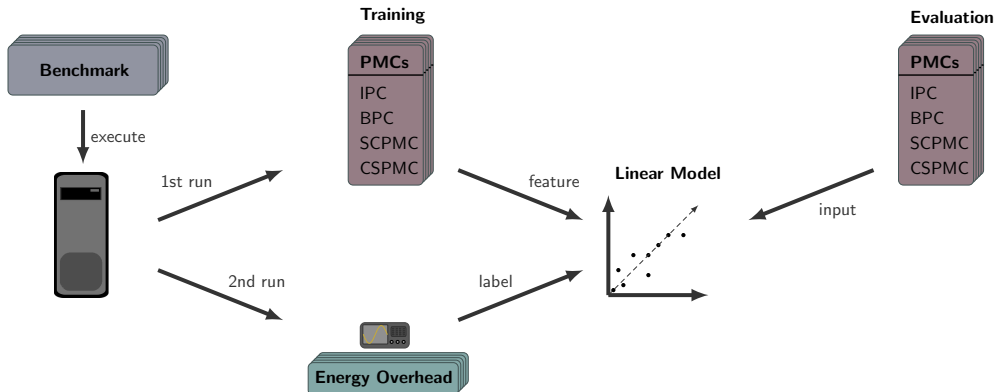 Training
Evaluation
Benchmark
PMCs
IPC
BPC
SCPMC
CSPMC
PMCs
IPC
BPC
SCPMC
CSPMC
execute
1st run
feature
Linear Model
input
2nd run
label
Energy Overhead